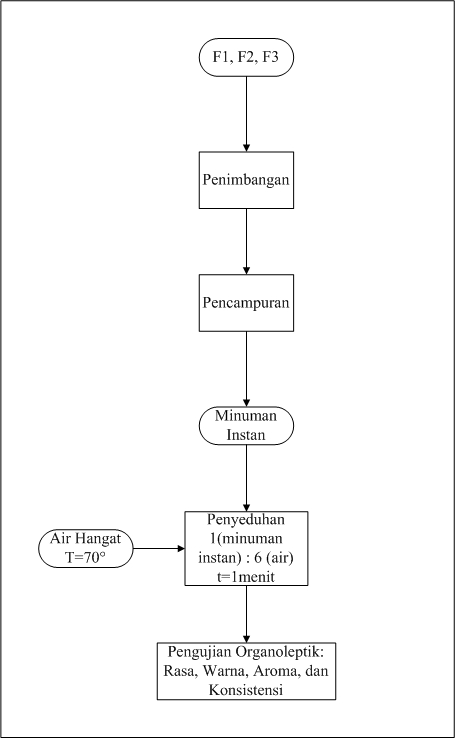 F1, F2, F3
Penimbangan
Pencampuran
Minuman
Instan
Penyeduhan
1(minuman
instan) : 6 (air)
t=1menit
Air Hangat
T=70°
Pengujian Organoleptik:
Rasa, Warna, Aroma, dan
Konsistensi